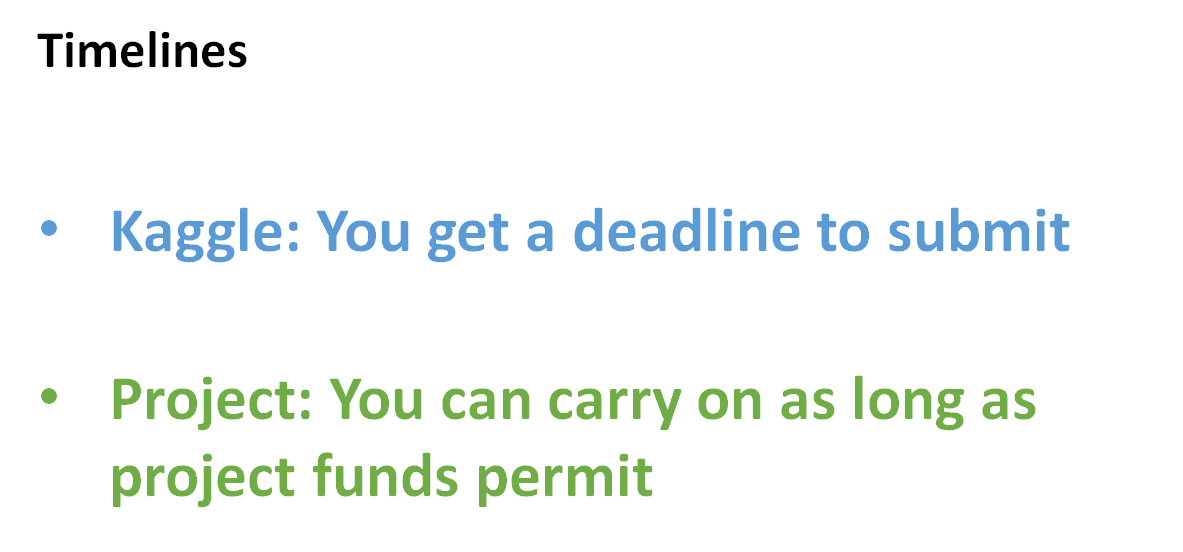 Timelines
• Kaggle: You get a deadline to submit
• Project: You can carry on as long as
project funds permit